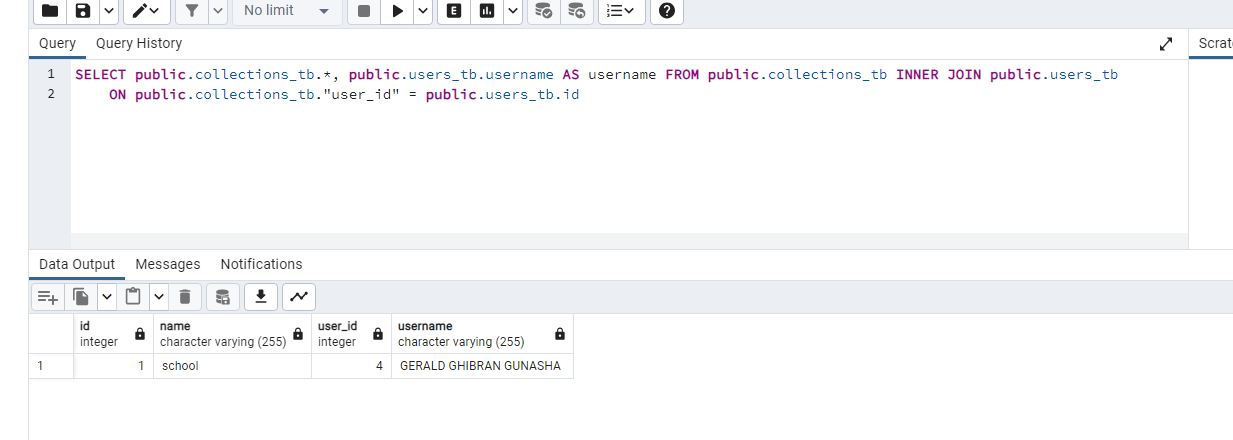 No limit
E
Query Query History
Scrat
1 SELECT public.collections_tb.*, public.users_tb.username AS username FROM public.collections_tb INNER JOIN public.users_tb
2 ON public.collections_tb."user_id" = public.users_tb.id
Data Output Messages Notifications
id name user_id username
integer character varying (255) integer character varying (255)
1 1 school 4 GERALD GHIBRAN GUNASHA